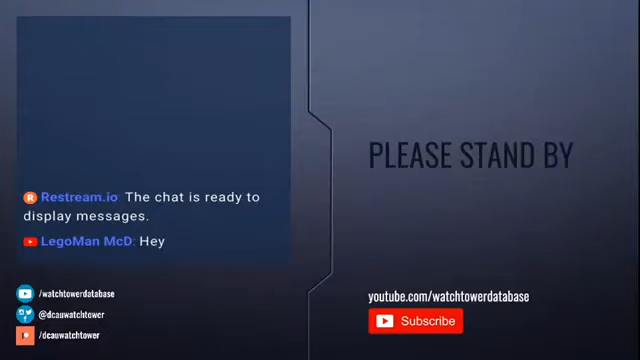 Restream.io: The chat is ready to
display messages.
LegoMan McD: Hey
/watchtowerdatabase
@dcauwatchtower
/dcauwatchtower
PLEASE STAND BY
youtube.com/watchtowerdatabase
Subscribe